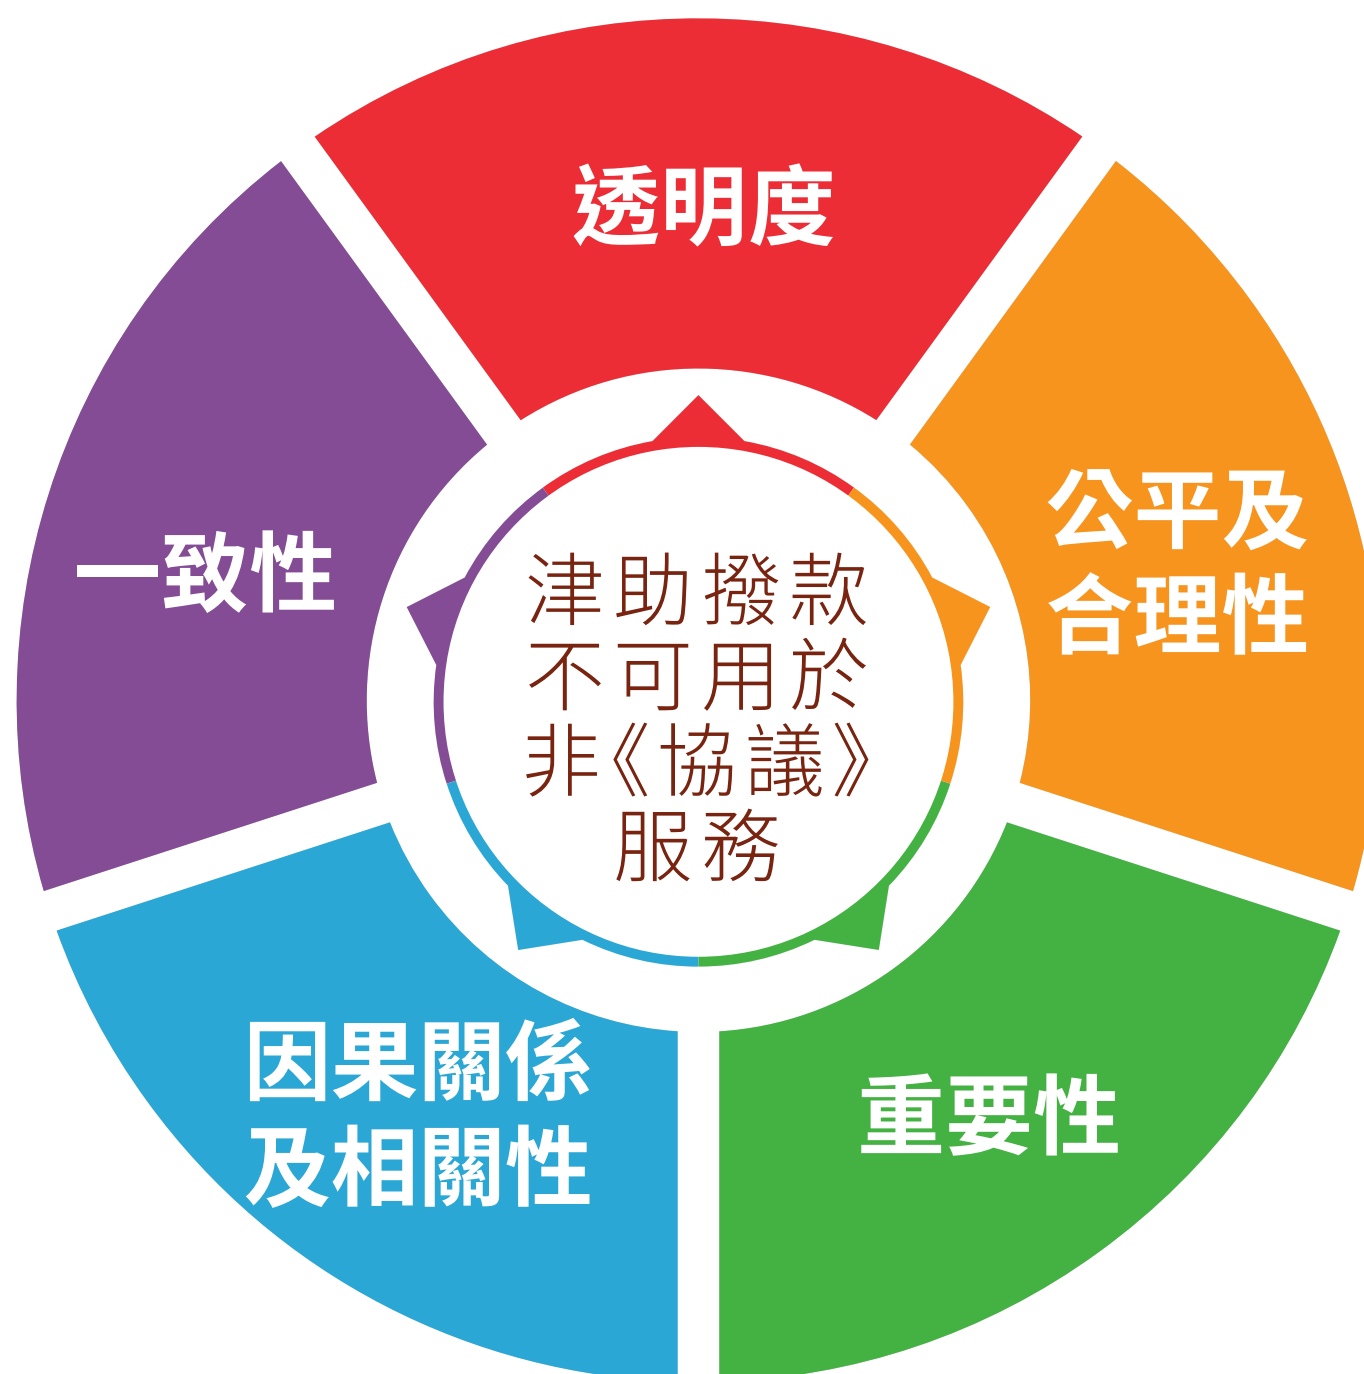 透明度
公平及
合理性
重要性
因果關係
及相關性
一致性
津助撥款
不可用於
非《協議》
服務